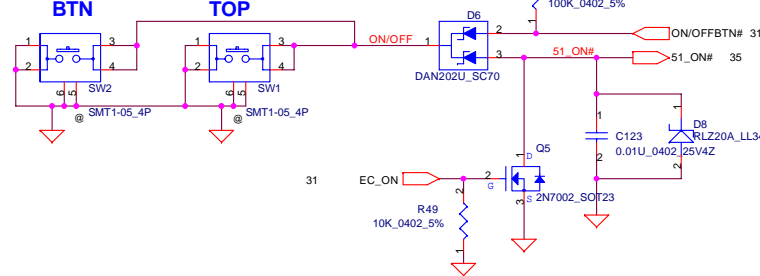 BTN TOP
100K_0402_5%
D6
ON/OFFBTN# 31
ON/OFF
51_ON# 51_ON# 35
DAN202U_SC70
1 2 3
1 2 3 4 6 5
SW2
@ SMT1-05_4P
1 2 3 4 6 5
SW1
@ SMT1-05_4P
C123
0.01U_0402_25V4Z
1 2
D8
RLZ20A_LL34
1 2
Q5
2N7002_SOT23
1 D
2 G
3 S
31 EC_ON
R49
10K_0402_5%
2 1